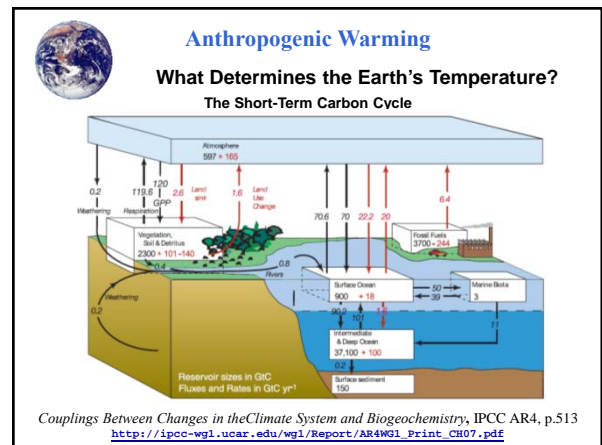 Anthropogenic Warming
What Determines the Earth's Temperature?
The Short-Term Carbon Cycle
Atmosphere
597 + 165
0.2
Weathering
119.6
Respiration
120
GPP
2.6
Land
sink
1.6
Land
Use
Change
70.6
70
22.2
20
6.4
Fossil Fuels
3700 - 244
Vegetation,
Soil & Detritus
2300 + 101 -140
0.4
0.8
Rivers
Weathering
0.2
Surface Ocean
900 + 18
50
39
Marine Biota
3
90.2
101
1.6
11
Intermediate
& Deep Ocean
37,100 + 100
0.2
Surface sediment
150
Reservoir sizes in GtC
Fluxes and Rates in GtC yr-1
Couplings Between Changes in theClimate System and Biogeochemistry, IPCC AR4, p.513
http://ipcc-wg1.ucar.edu/wg1/Report/AR4WG1_Print_CH07.pdf